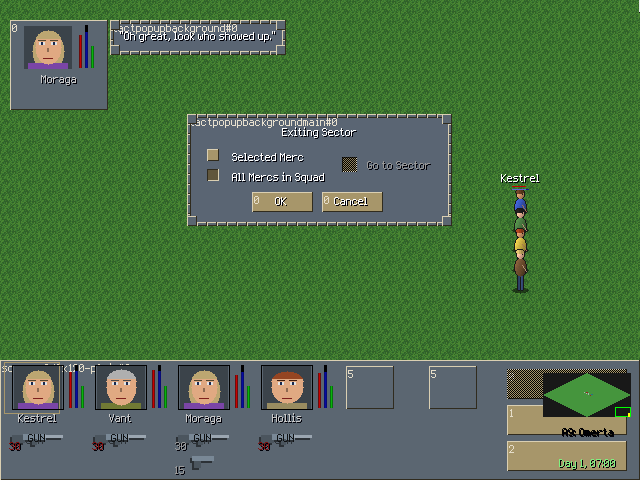 0
actpopupbackground#0
"Oh great, look who showed up."
Moraga
actpopupbackgroundmain#0
Exiting Sector
Selected Merc
Go to Sector
All Mercs in Squad
0 OK
0 Cancel
Kestrel
5
5
Kestrel
Vant
Moraga
Hollis
1
A9: Omerta
GUN
GUN
GUN
GUN
30
30
30
30
15
2
Day 1, 07:00